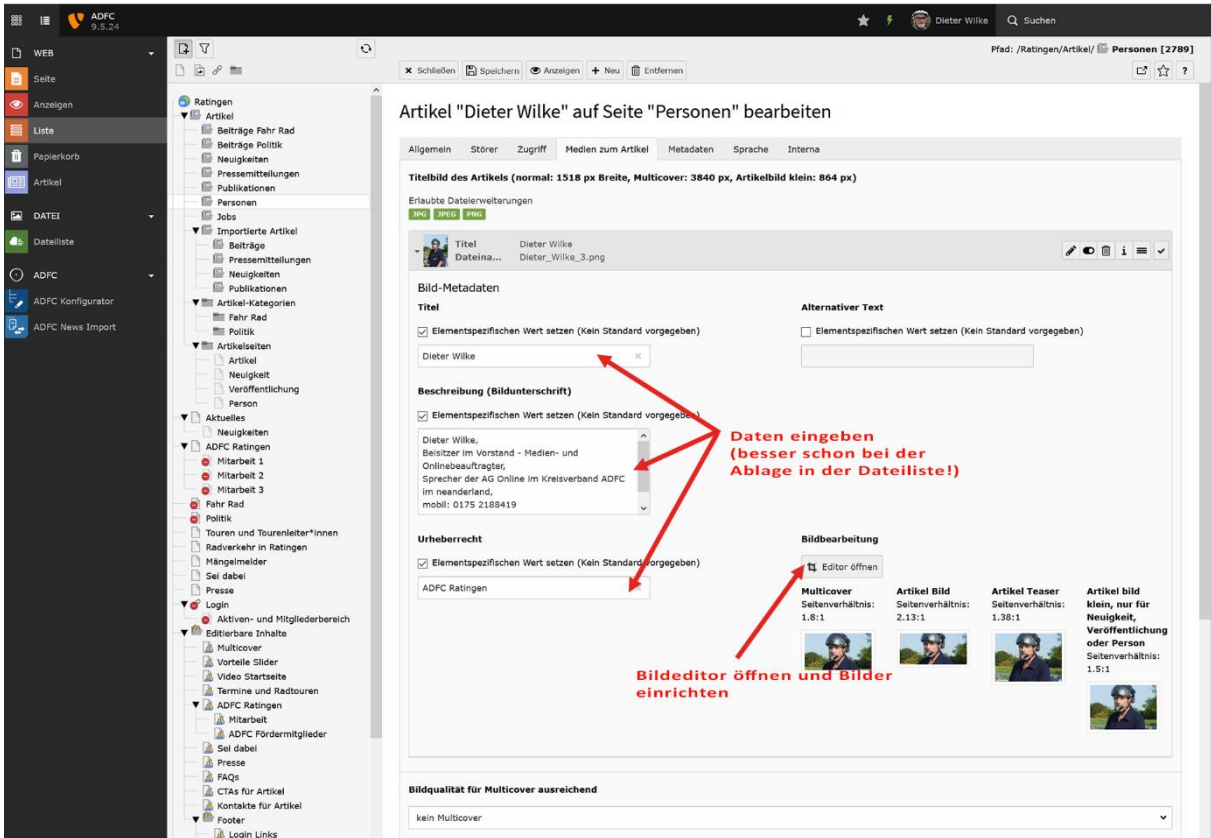 ADFC
9.5.24
Dieter Wilke
Suchen
WEB
Seite
Anzeigen
Liste
Papierkorb
Artikel
DATEI
Dateiliste
ADFC
ADFC Konfigurator
ADFC News Import
Ratingen
Artikel
Beiträge Fahr Rad
Beiträge Politik
Neuigkeiten
Pressemitteilungen
Publikationen
Personen
Jobs
Importierte Artikel
Beiträge
Pressemitteilungen
Neuigkeiten
Publikationen
Artikel-Kategorien
Fahr Rad
Politik
Artikelseiten
Artikel
Neuigkeit
Veröffentlichung
Person
Aktuelles
Neuigkeiten
ADFC Ratingen
Mitarbeit 1
Mitarbeit 2
Mitarbeit 3
Fahr Rad
Politik
Touren und Tourenleiter*innen
Radverkehr in Ratingen
Mängelmelder
Sei dabei
Presse
Login
Aktiven- und Mitgliederbereich
Editierbare Inhalte
Multicover
Vorteile Slider
Video Startseite
Termine und Radtouren
ADFC Ratingen
Mitarbeit
ADFC Fördermitglieder
Sei dabei
Presse
FAQs
CTAs für Artikel
Kontakte für Artikel
Footer
Login Links
Pfad: /Ratingen/Artikel/ Personen [2789]
Schließen Speichern Anzeigen Neu Entfernen
?
Artikel "Dieter Wilke" auf Seite "Personen" bearbeiten
Allgemein Störer Zugriff Medien zum Artikel Metadaten Sprache Interna
Titelbild des Artikels (normal: 1518 px Breite, Multicover: 3840 px, Artikelbild klein: 864 px)
Erlaubte Dateierweiterungen
JPG JPEG PNG
Titel Dieter Wilke
Dateina... Dieter_Wilke_3.png
Bild-Metadaten
Titel
Elementspezifischen Wert setzen (Kein Standard vorgegeben)
Dieter Wilke
Alternativer Text
Elementspezifischen Wert setzen (Kein Standard vorgegeben)
Beschreibung (Bildunterschrift)
Elementspezifischen Wert setzen (Kein Standard vorgegeben)
Dieter Wilke,
Beisitzer im Vorstand - Medien- und
Onlinebeauftragter,
Sprecher der AG Online im Kreisverband ADFC
im neanderland,
mobil: 0175 2188419
Daten eingeben
(besser schon bei der
Ablage in der Dateiliste!)
Urheberrecht
Elementspezifischen Wert setzen (Kein Standard vorgegeben)
ADFC Ratingen
Bildbearbeitung
Editor öffnen
Multicover
Seitenverhältnis:
1.8:1
Artikel Bild
Seitenverhältnis:
2.13:1
Artikel Teaser
Seitenverhältnis:
1.38:1
Artikel bild
klein, nur für
Neuigkeit,
Veröffentlichung
oder Person
Seitenverhältnis:
1.5:1
Bildeditor öffnen und Bilder
einrichten
Bildqualität für Multicover ausreichend
kein Multicover